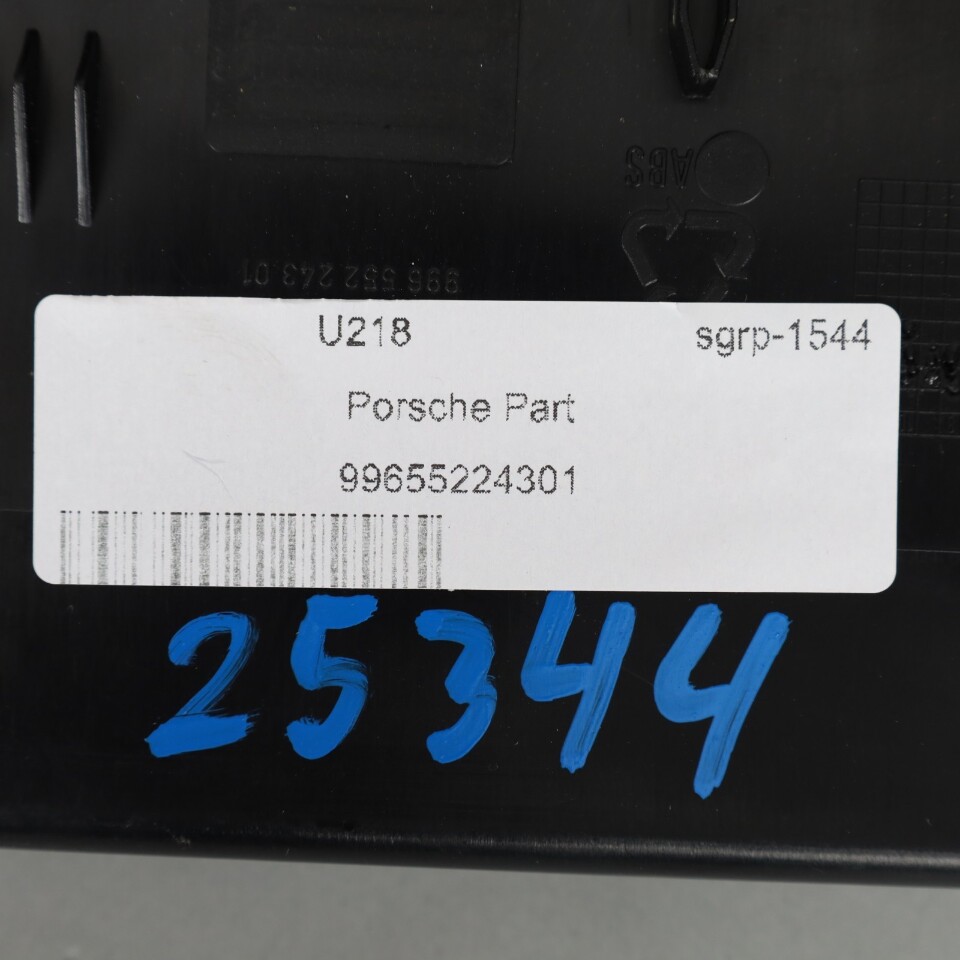 ABS
996 552 243 01
U218 sgrp-1544
Porsche Part
99655224301
25344